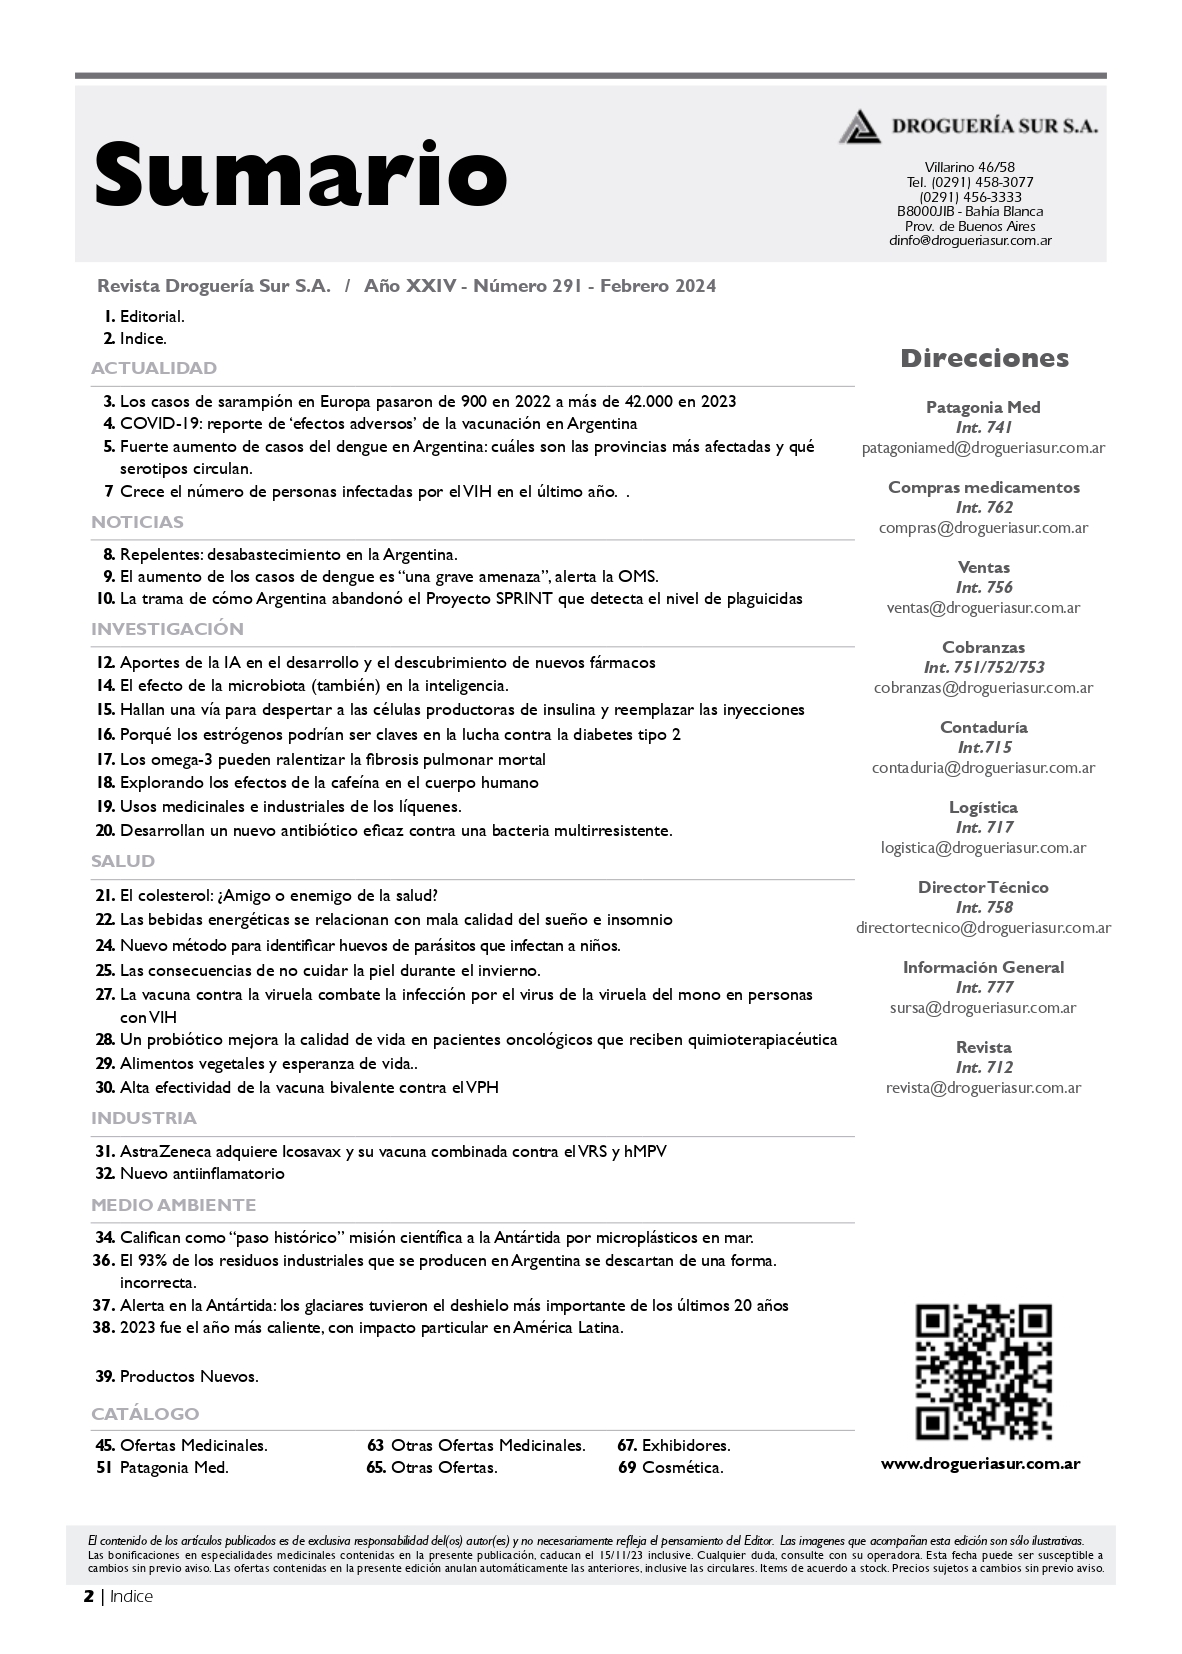 Sumario
DROGUERÍA SUR S.A.
Villarino 46/58
Tel. (0291) 458-3077
(0291) 456-3333
B8000JIB - Bahía Blanca
Prov. de Buenos Aires
dinfo@drogueriasur.com.ar
Revista Droguería Sur S.A. / Año XXIV - Número 291 - Febrero 2024
1. Editorial.
2. Indice.
ACTUALIDAD
3. Los casos de sarampión en Europa pasaron de 900 en 2022 a más de 42.000 en 2023
4. COVID-19: reporte de ‘efectos adversos’ de la vacunación en Argentina
5. Fuerte aumento de casos del dengue en Argentina: cuáles son las provincias más afectadas y qué
serotipos circulan.
7 Crece el número de personas infectadas por el VIH en el último año. .
NOTICIAS
8. Repelentes: desabastecimiento en la Argentina.
9. El aumento de los casos de dengue es “una grave amenaza”, alerta la OMS.
10. La trama de cómo Argentina abandonó el Proyecto SPRINT que detecta el nivel de plaguicidas
INVESTIGACIÓN
12. Aportes de la IA en el desarrollo y el descubrimiento de nuevos fármacos
14. El efecto de la microbiota (también) en la inteligencia.
15. Hallan una vía para despertar a las células productoras de insulina y reemplazar las inyecciones
16. Porqué los estrógenos podrían ser claves en la lucha contra la diabetes tipo 2
17. Los omega-3 pueden ralentizar la fibrosis pulmonar mortal
18. Explorando los efectos de la cafeína en el cuerpo humano
19. Usos medicinales e industriales de los líquenes.
20. Desarrollan un nuevo antibiótico eficaz contra una bacteria multirresistente.
SALUD
21. El colesterol: ¿Amigo o enemigo de la salud?
22. Las bebidas energéticas se relacionan con mala calidad del sueño e insomnio
24. Nuevo método para identificar huevos de parásitos que infectan a niños.
25. Las consecuencias de no cuidar la piel durante el invierno.
27. La vacuna contra la viruela combate la infección por el virus de la viruela del mono en personas
con VIH
28. Un probiótico mejora la calidad de vida en pacientes oncológicos que reciben quimioterapiacéutica
29. Alimentos vegetales y esperanza de vida..
30. Alta efectividad de la vacuna bivalente contra el VPH
INDUSTRIA
31. AstraZeneca adquiere Icosavax y su vacuna combinada contra el VRS y hMPV
32. Nuevo antiinflamatorio
MEDIO AMBIENTE
34. Califican como “paso histórico” misión científica a la Antártida por microplásticos en mar.
36. El 93% de los residuos industriales que se producen en Argentina se descartan de una forma.
incorrecta.
37. Alerta en la Antártida: los glaciares tuvieron el deshielo más importante de los últimos 20 años
38. 2023 fue el año más caliente, con impacto particular en América Latina.
39. Productos Nuevos.
CATÁLOGO
45. Ofertas Medicinales. 63 Otras Ofertas Medicinales. 67. Exhibidores.
51 Patagonia Med. 65. Otras Ofertas. 69 Cosmética.
Direcciones
Patagonia Med
Int. 741
patagoniamed@drogueriasur.com.ar
Compras medicamentos
Int. 762
compras@drogueriasur.com.ar
Ventas
Int. 756
ventas@drogueriasur.com.ar
Cobranzas
Int. 751/752/753
cobranzas@drogueriasur.com.ar
Contaduría
Int.715
contaduria@drogueriasur.com.ar
Logística
Int. 717
logistica@drogueriasur.com.ar
Director Técnico
Int. 758
directortecnico@drogueriasur.com.ar
Información General
Int. 777
sursa@drogueriasur.com.ar
Revista
Int. 712
revista@drogueriasur.com.ar
www.drogueriasur.com.ar
El contenido de los artículos publicados es de exclusiva responsabilidad del(os) autor(es) y no necesariamente refleja el pensamiento del Editor. Las imagenes que acompañan esta edición son sólo ilustrativas.
Las bonificaciones en especialidades medicinales contenidas en la presente publicación, caducan el 15/11/23 inclusive. Cualquier duda, consulte con su operadora. Esta fecha puede ser susceptible a
cambios sin previo aviso. Las ofertas contenidas en la presente edición anulan automáticamente las anteriores, inclusive las circulares. Items de acuerdo a stock. Precios sujetos a cambios sin previo aviso.
2 | Indice